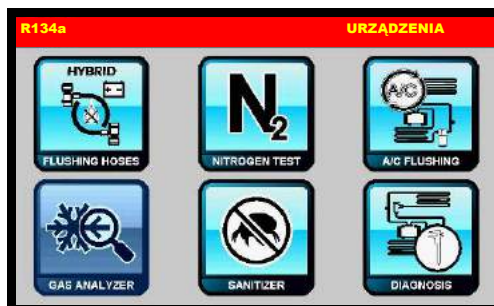 R134a URZĄDZENIA
HYBRID
FLUSHING HOSES
N2
NITROGEN TEST
A/C
A/C FLUSHING
GAS ANALYZER
SANITIZER
DIAGNOSIS